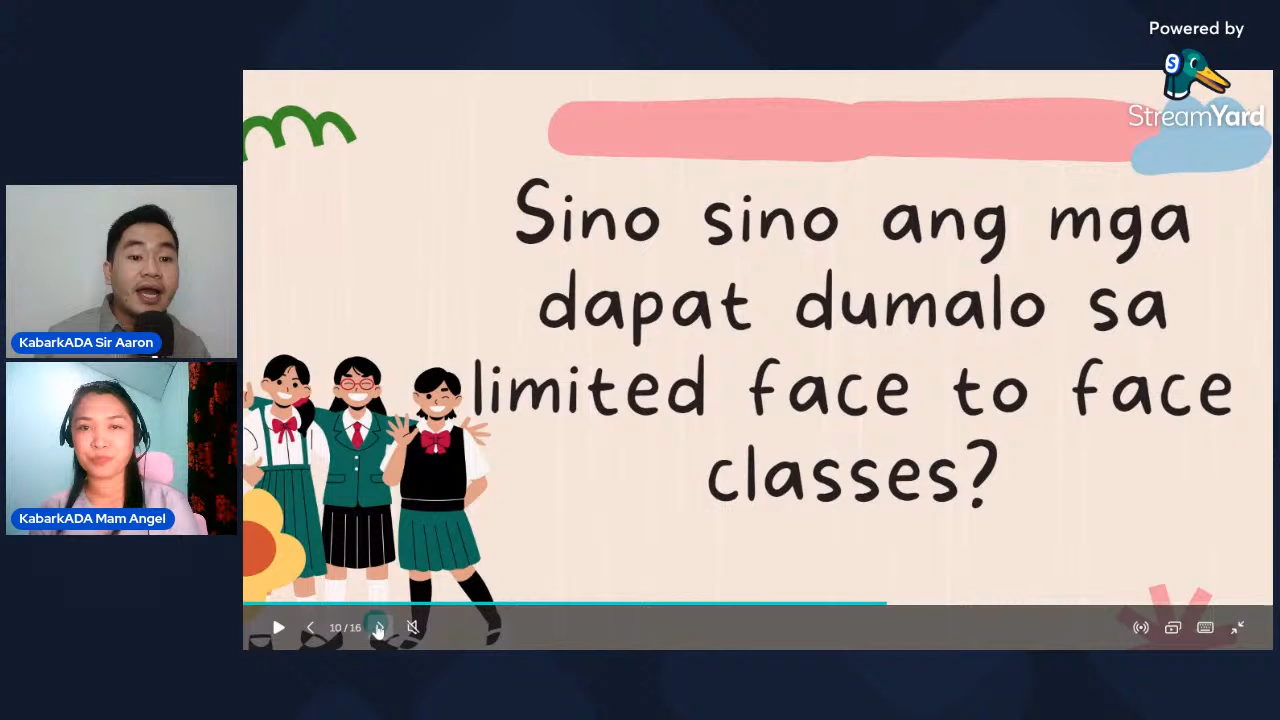 Powered by
S
StreamYard
Sino sino ang mga
dapat dumalo sa
limited face to face
classes?
KabarkADA Sir Aaron
KabarkADA Mam Angel
10 / 16